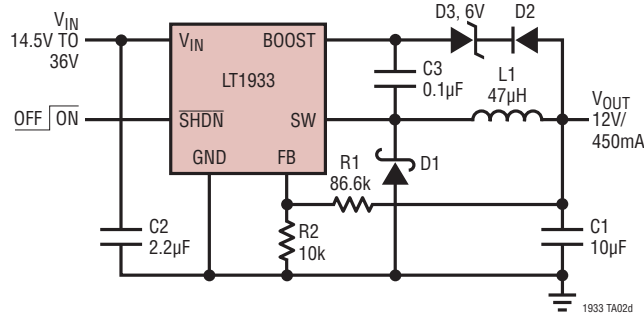 VIN
14.5V TO
36V
VIN
BOOST
LT1933
OFF ON
SHDN
SW
GND
FB
D3, 6V
D2
C3
0.1µF
L1
47µH
VOUT
12V/
450mA
R1
86.6k
D1
C2
2.2µF
R2
10k
C1
10µF
1933 TA02d